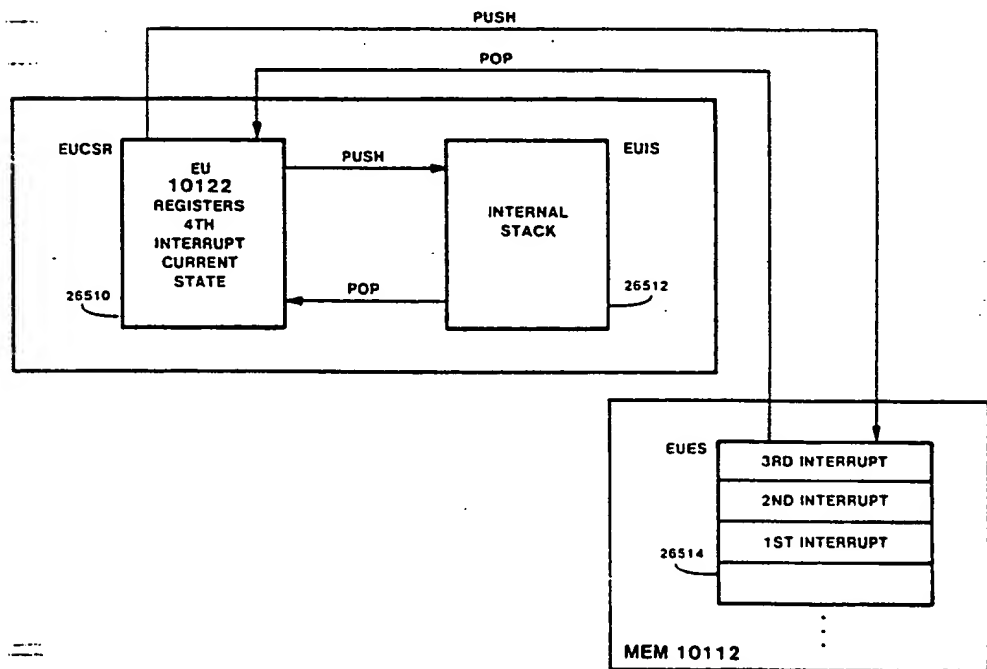 PUSH
POP
EUCSR
EU
10122
REGISTERS
4TH
INTERRUPT
CURRENT
STATE
26510
PUSH
POP
EUIS
INTERNAL
STACK
26512
EUES
3RD INTERRUPT
2ND INTERRUPT
1ST INTERRUPT
26514
MEM 10112